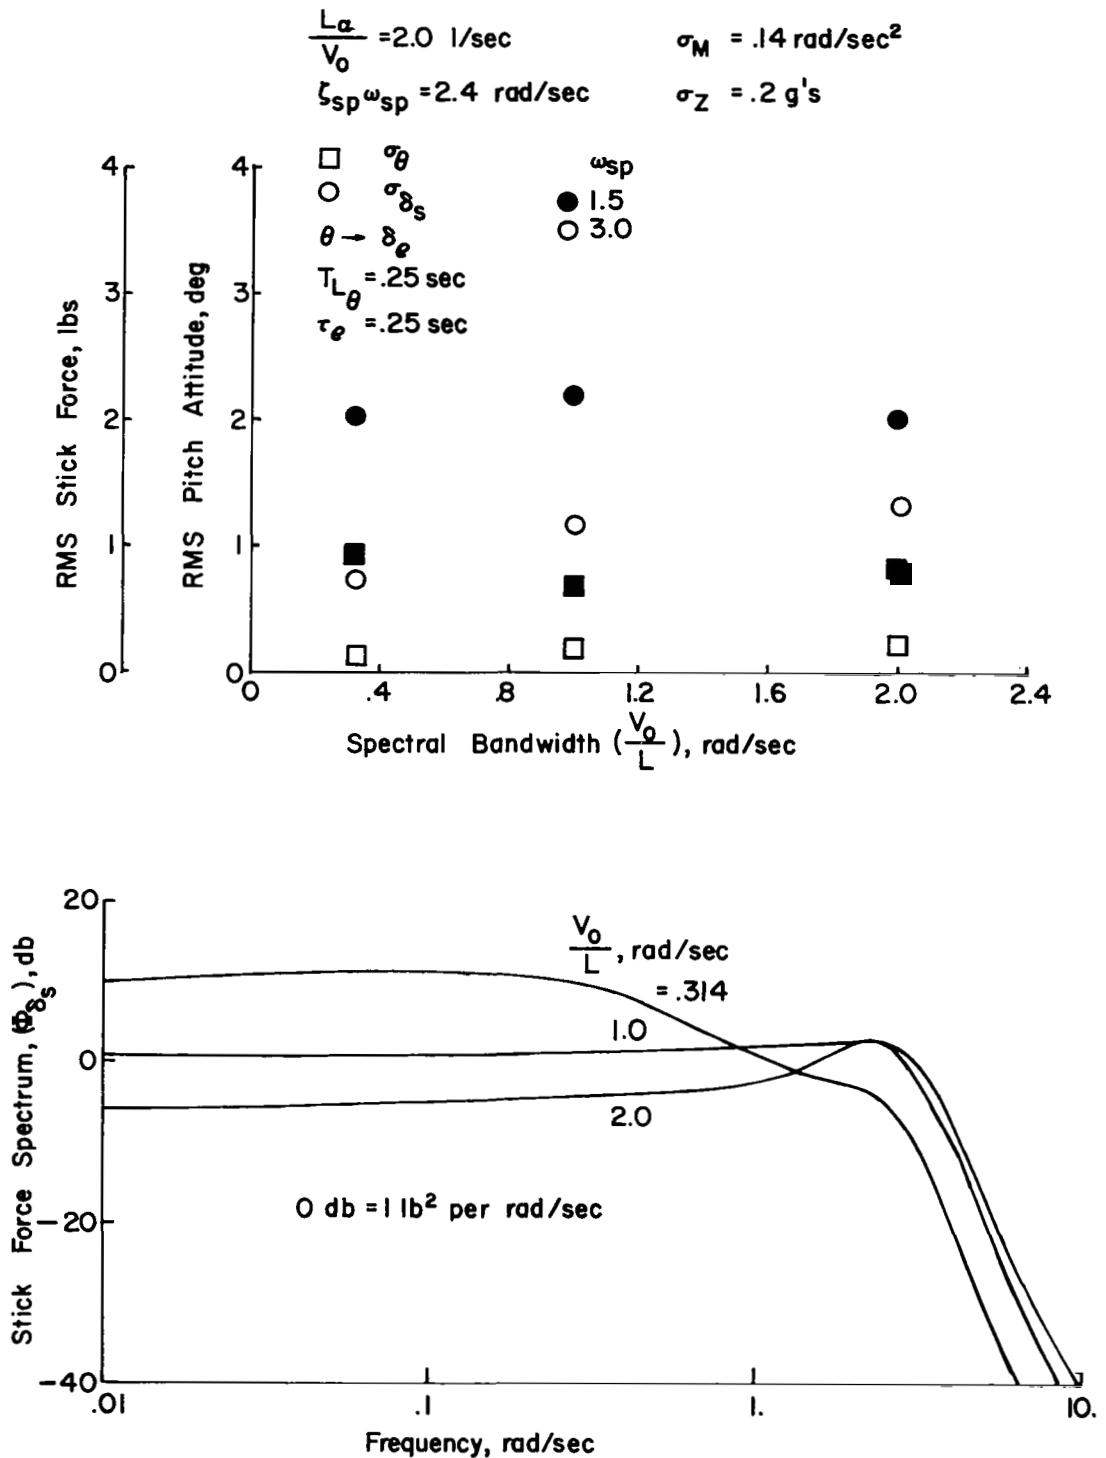 Lα/V₀ =2.0 1/sec
σM = .14 rad/sec²
ζsp ωsp =2.4 rad/sec
σZ = .2 g's
□ σθ
○ σδs
θ → δe
TLθ =.25 sec
τe =.25 sec
ωsp
● 1.5
○ 3.0
RMS Stick Force, lbs
4
3
2
1
0
RMS Pitch Attitude, deg
4
3
2
1
0
0 .4 .8 1.2 1.6 2.0 2.4
Spectral Bandwidth (V₀/L), rad/sec
Stick Force Spectrum, (Φδs), db
20
0
-20
-40
V₀/L, rad/sec
= .314
1.0
2.0
0 db = 1 lb² per rad/sec
.01 .1 1. 10.
Frequency, rad/sec